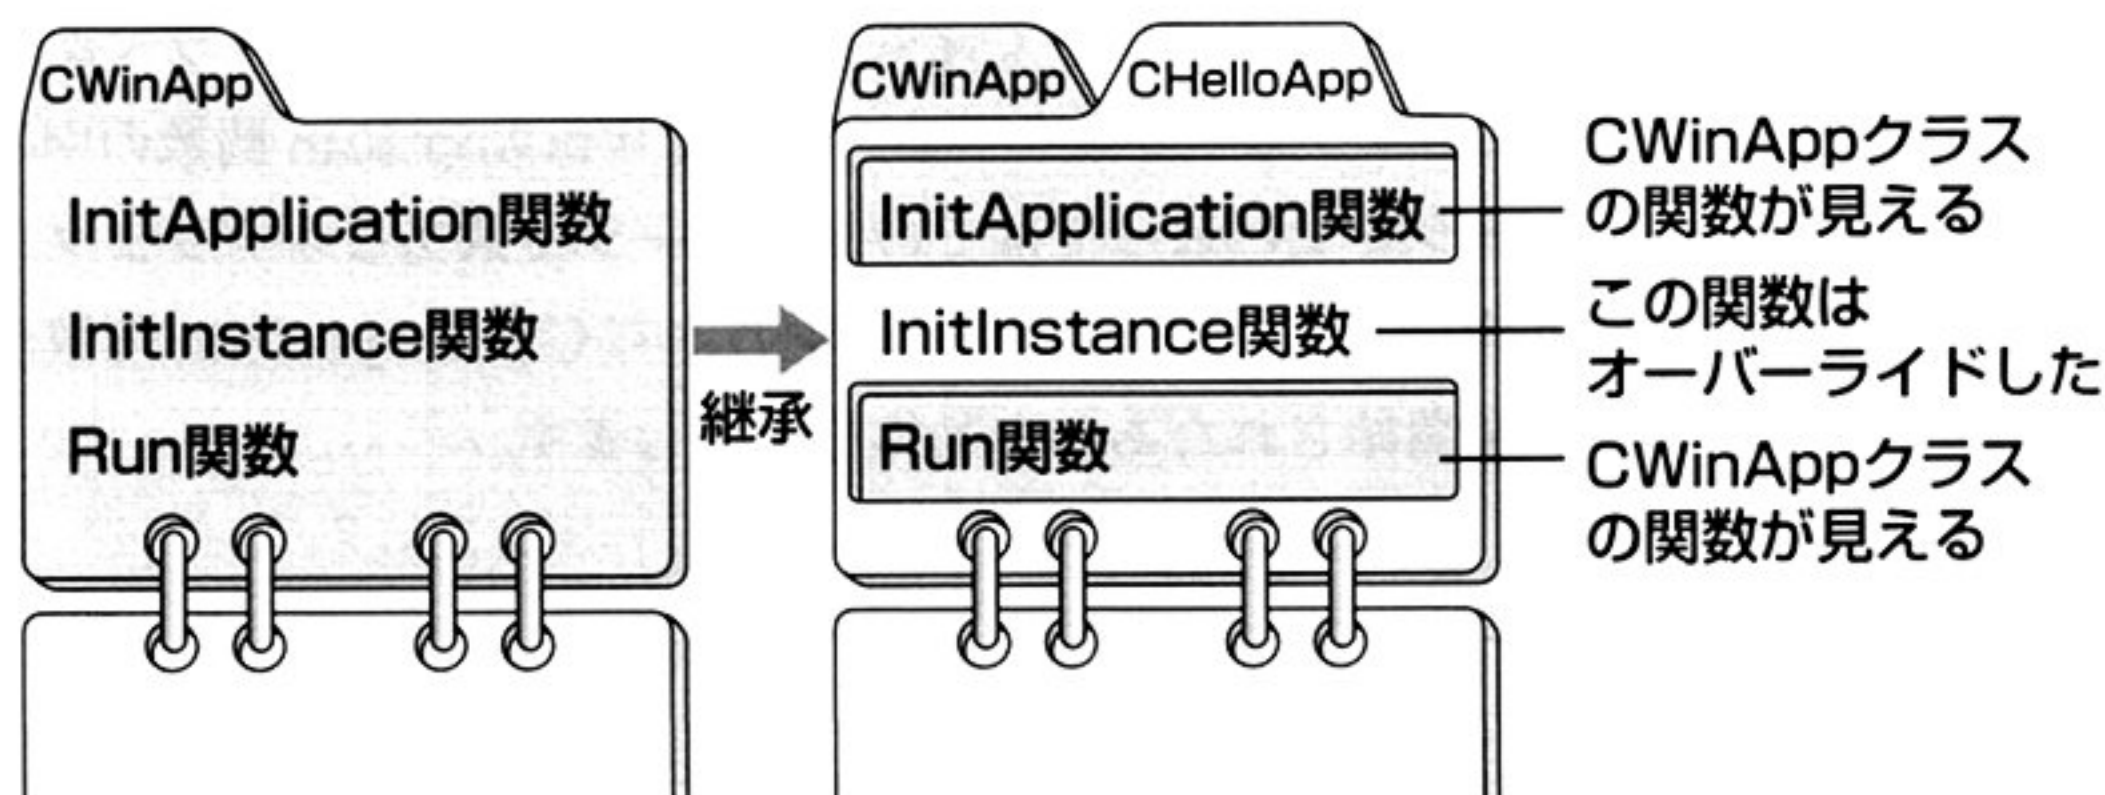 CWinApp
InitApplication関数
InitInstance関数
Run関数
継承
CWinApp
CHelloApp
InitApplication関数
InitInstance関数
Run関数
CWinAppクラス
の関数が見える
この関数は
オーバーライドした
CWinAppクラス
の関数が見える